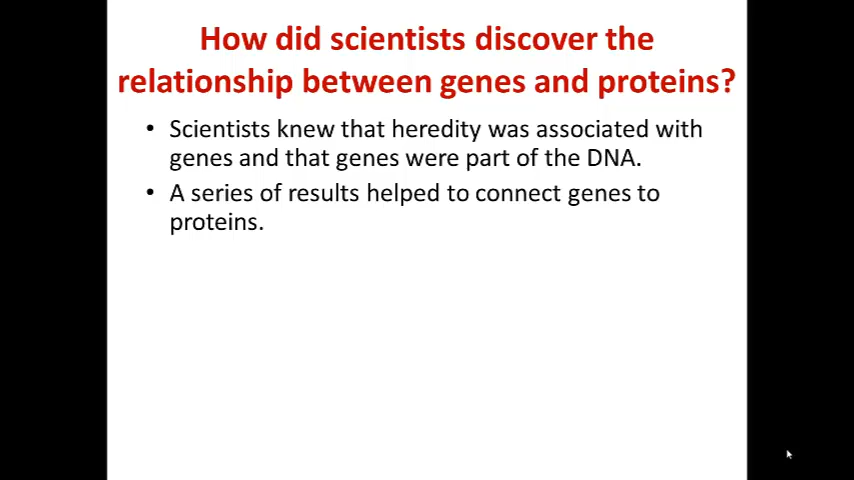 How did scientists discover the
relationship between genes and proteins?
• Scientists knew that heredity was associated with
genes and that genes were part of the DNA.
• A series of results helped to connect genes to
proteins.